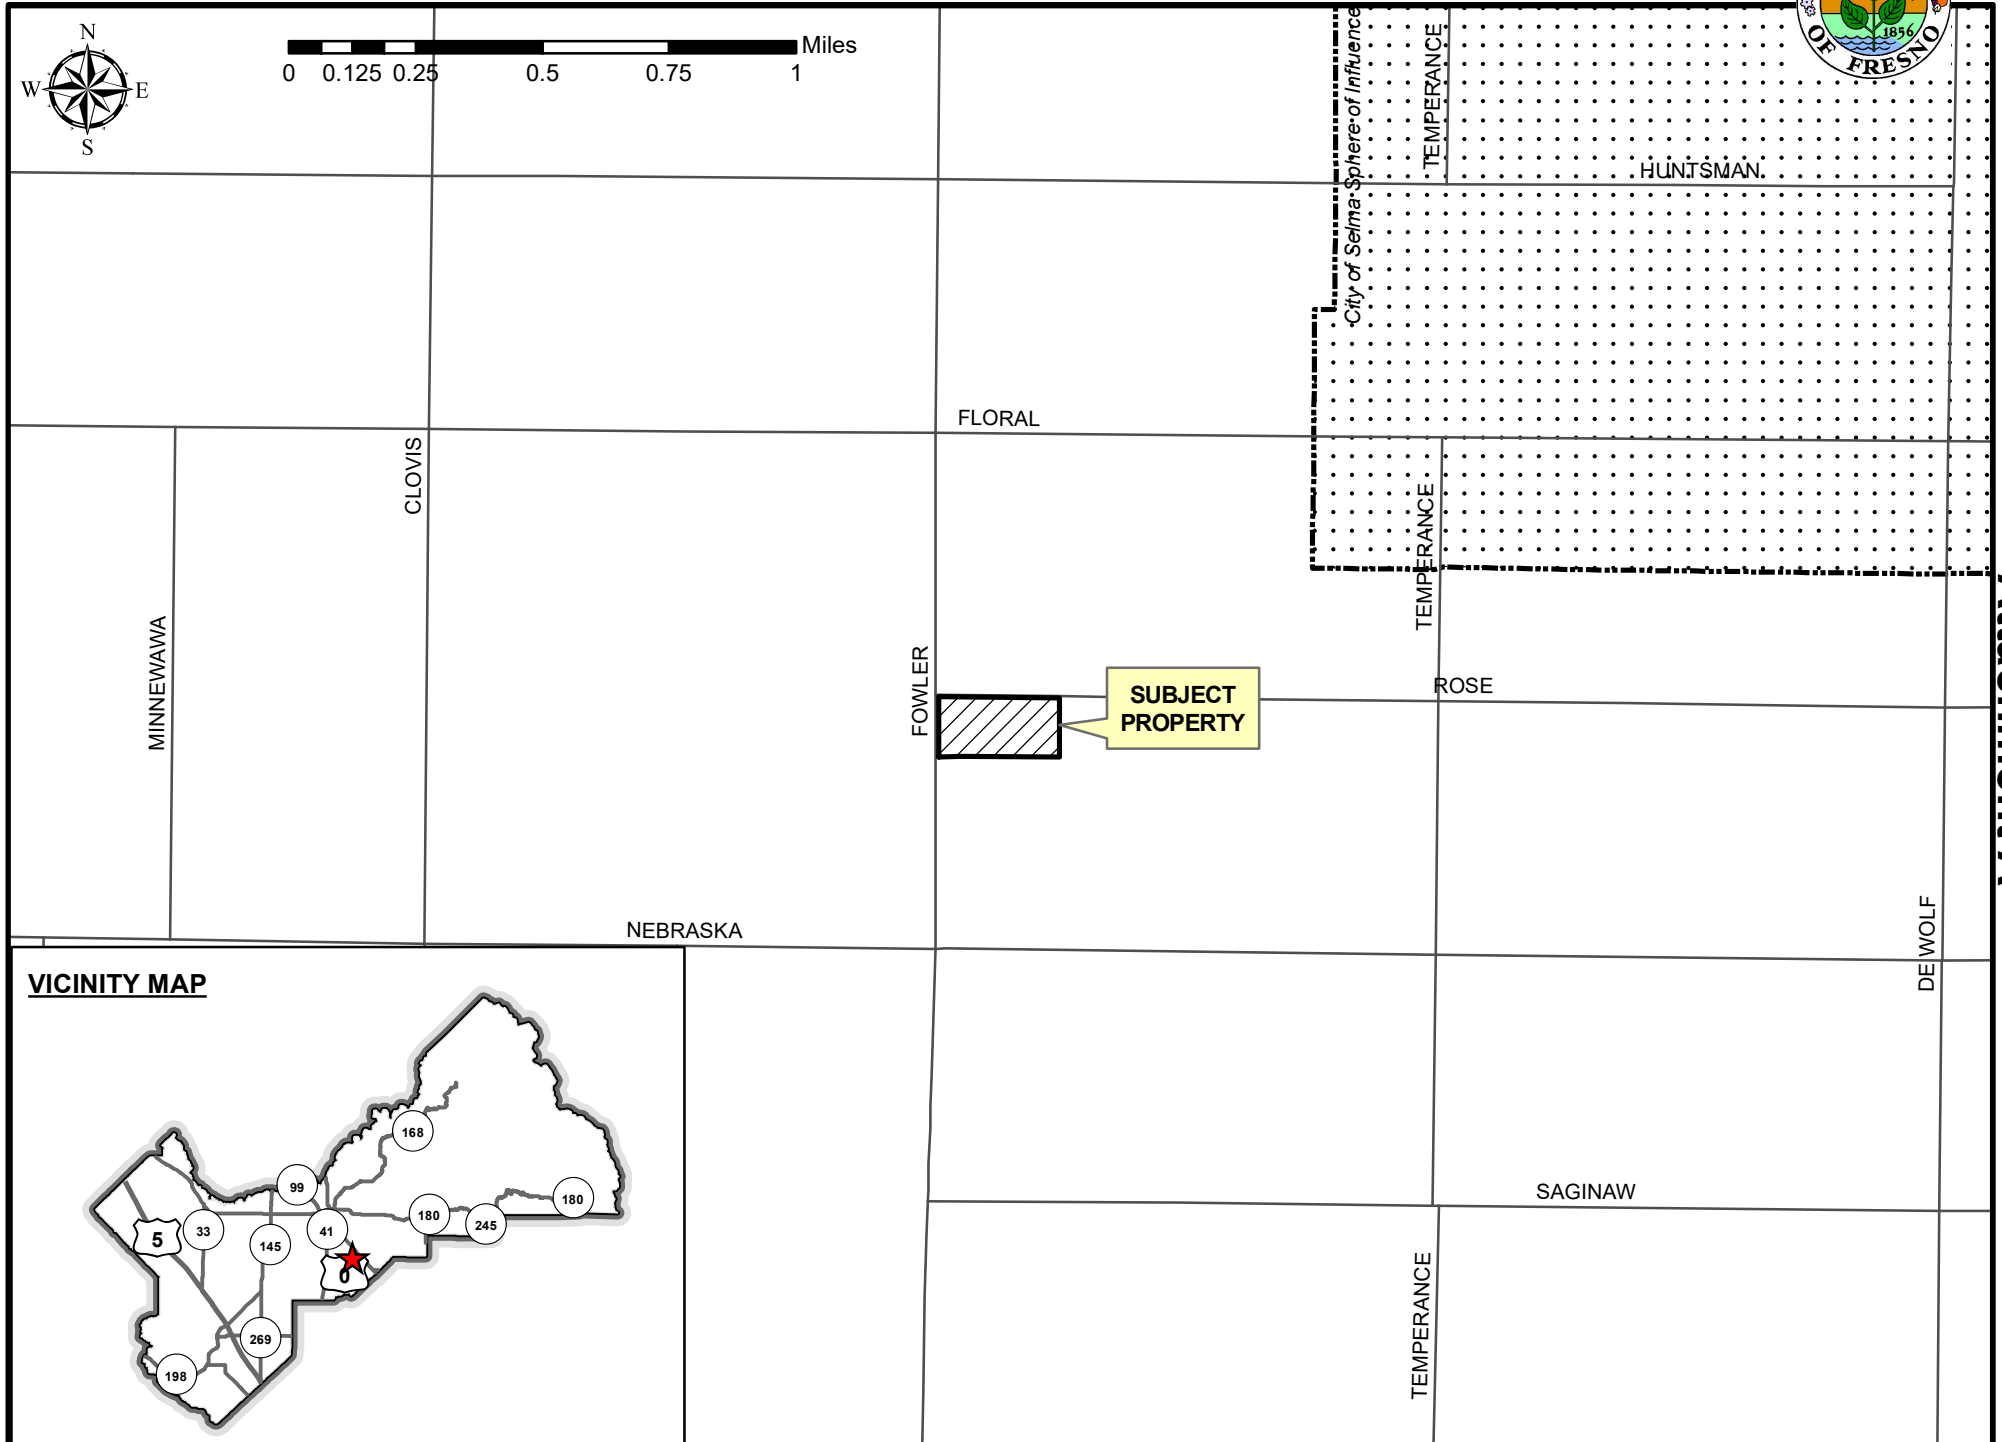 1856
OF FRESNO
N
W E
S
Miles
0 0.125 0.25 0.5 0.75 1
City of Selma Sphere of Influence
TEMPERANCE
HUNTSMAN
FLORAL
CLOVIS
TEMPERANCE
MINNEWAWA
FOWLER
SUBJECT
PROPERTY
ROSE
NEBRASKA
DE WOLF
VICINITY MAP
168
99
180
180
245
33
41
5
145
0
269
198
SAGINAW
TEMPERANCE